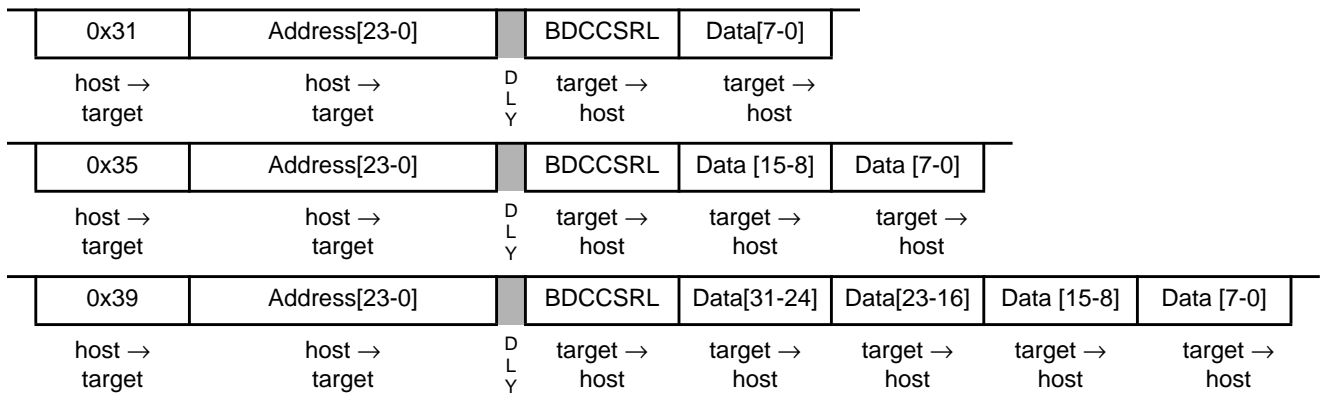 0x31 Address[23-0] BDCCSRL Data[7-0]
host → host → D target → target →
L
target target Y host host
0x35 Address[23-0] BDCCSRL Data [15-8] Data [7-0]
host → host → D target → target → target →
L
target target Y host host host
0x39 Address[23-0] BDCCSRL Data[31-24] Data[23-16] Data [15-8] Data [7-0]
host → host → D target → target → target → target → target →
L
target target Y host host host host host